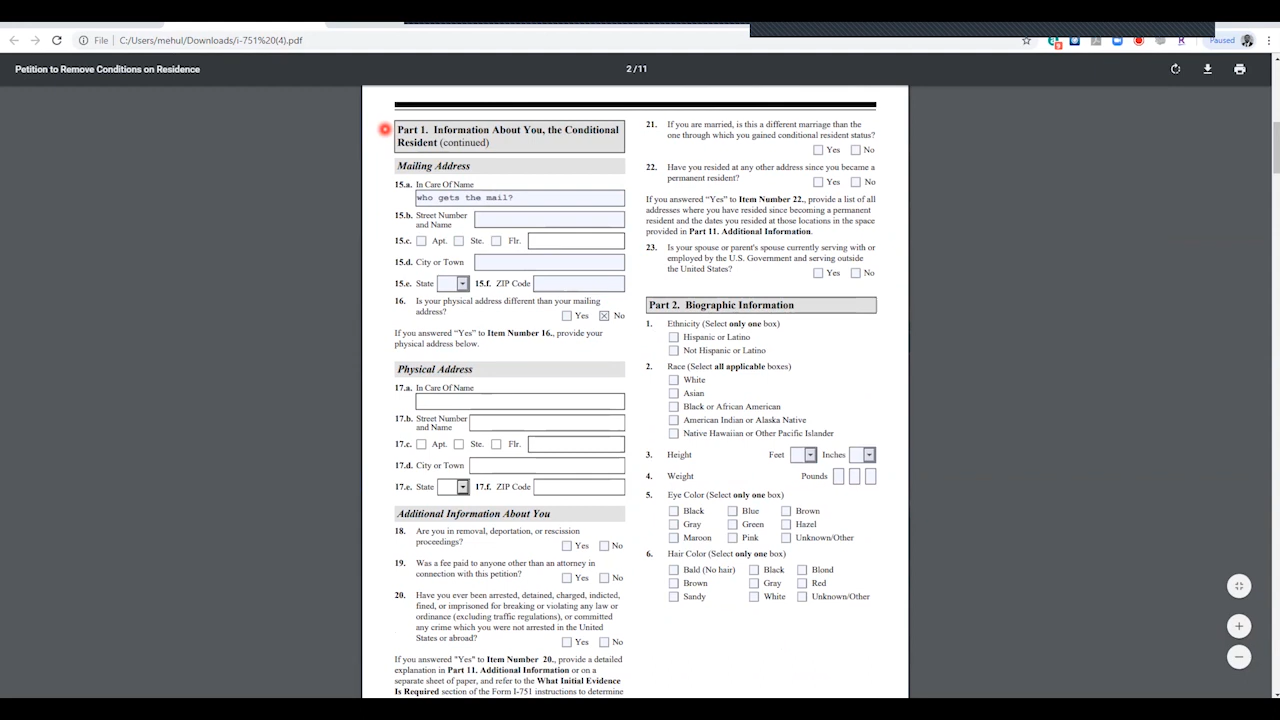 File
C:/Users/mehul/Downloads/i-751%20(4).pdf
Paused
Petition to Remove Conditions on Residence
2 / 11
Part 1. Information About You, the Conditional
Resident (continued)
Mailing Address
15.a. In Care Of Name
who gets the mail?
15.b. Street Number
and Name
15.c. Apt. Ste. Flr.
15.d. City or Town
15.e. State 15.f. ZIP Code
16. Is your physical address different than your mailing
address?
Yes No
If you answered “Yes” to Item Number 16., provide your
physical address below.
Physical Address
17.a. In Care Of Name
17.b. Street Number
and Name
17.c. Apt. Ste. Flr.
17.d. City or Town
17.e. State 17.f. ZIP Code
Additional Information About You
18. Are you in removal, deportation, or rescission
proceedings?
Yes No
19. Was a fee paid to anyone other than an attorney in
connection with this petition?
Yes No
20. Have you ever been arrested, detained, charged, indicted,
fined, or imprisoned for breaking or violating any law or
ordinance (excluding traffic regulations), or committed
any crime which you were not arrested in the United
States or abroad?
Yes No
If you answered "Yes" to Item Number 20., provide a detailed
explanation in Part 11. Additional Information or on a
separate sheet of paper, and refer to the What Initial Evidence
Is Required section of the Form I-751 instructions to determine
21. If you are married, is this a different marriage than the
one through which you gained conditional resident status?
Yes No
22. Have you resided at any other address since you became a
permanent resident?
Yes No
If you answered “Yes” to Item Number 22., provide a list of all
addresses where you have resided since becoming a permanent
resident and the dates you resided at those locations in the space
provided in Part 11. Additional Information.
23. Is your spouse or parent's spouse currently serving with or
employed by the U.S. Government and serving outside
the United States?
Yes No
Part 2. Biographic Information
1. Ethnicity (Select only one box)
Hispanic or Latino
Not Hispanic or Latino
2. Race (Select all applicable boxes)
White
Asian
Black or African American
American Indian or Alaska Native
Native Hawaiian or Other Pacific Islander
3. Height Feet Inches
4. Weight Pounds
5. Eye Color (Select only one box)
Black Blue Brown
Gray Green Hazel
Maroon Pink Unknown/Other
6. Hair Color (Select only one box)
Bald (No hair) Black Blond
Brown Gray Red
Sandy White Unknown/Other